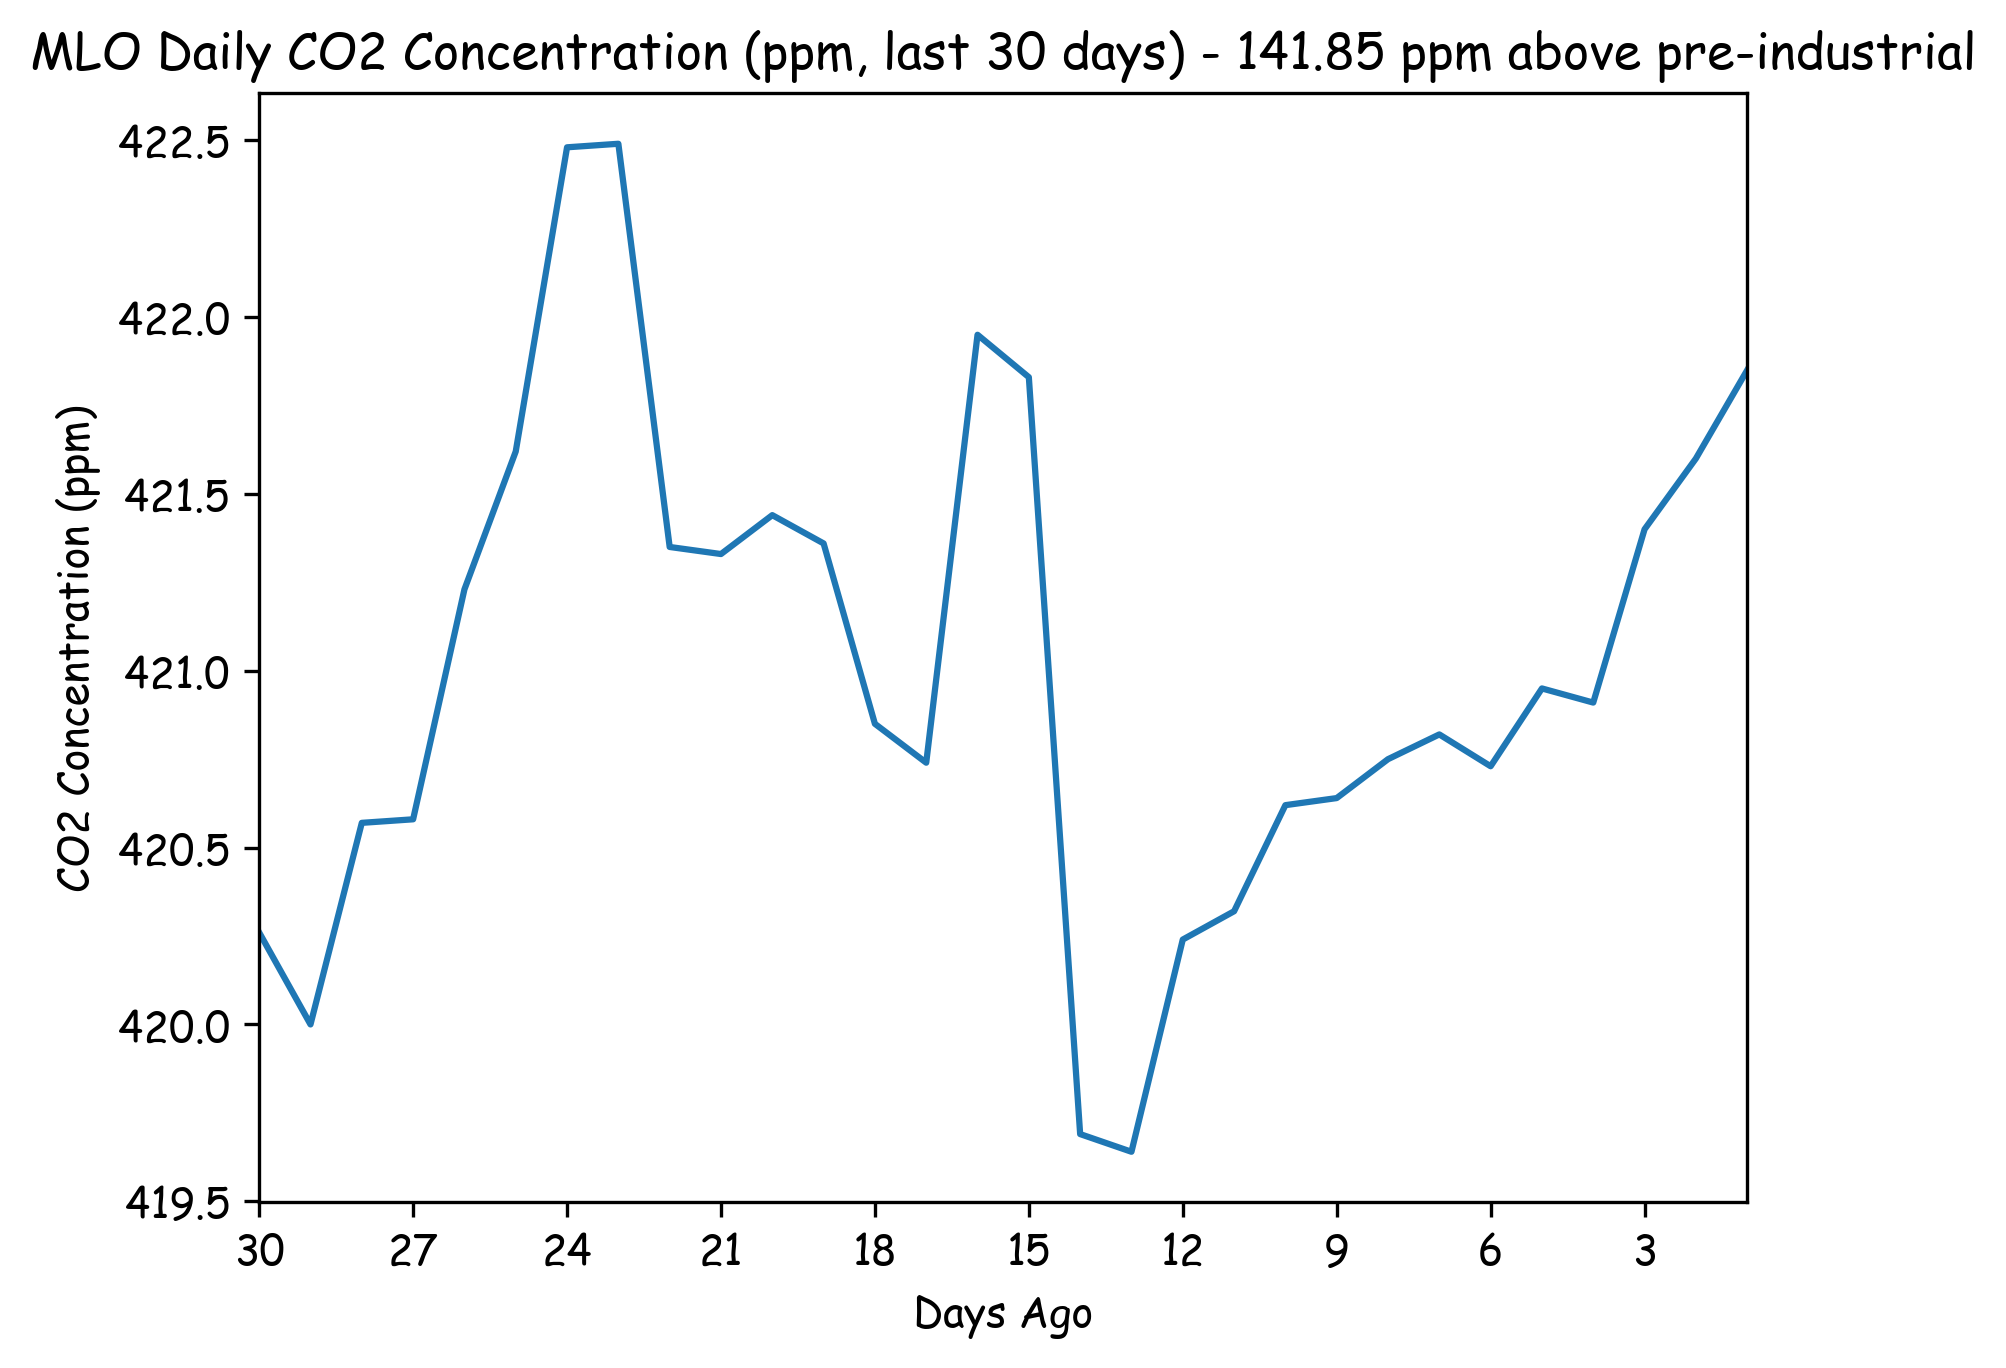 MLO Daily CO2 Concentration (ppm, last 30 days) - 141.85 ppm above pre-industrial
422.5
422.0
421.5
421.0
420.5
420.0
419.5
CO2 Concentration (ppm)
30 27 24 21 18 15 12 9 6 3
Days Ago